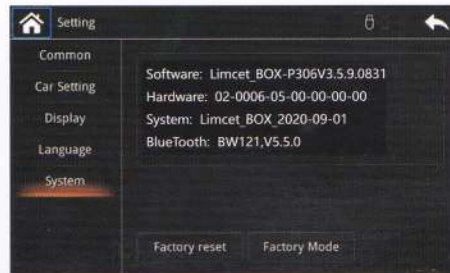 Setting
Common
Car Setting
Display
Language
System
Software: Limcet_BOX-P306V3.5.9.0831
Hardware: 02-0006-05-00-00-00-00
System: Limcet_BOX_2020-09-01
BlueTooth: BW121,V5.5.0
Factory reset
Factory Mode